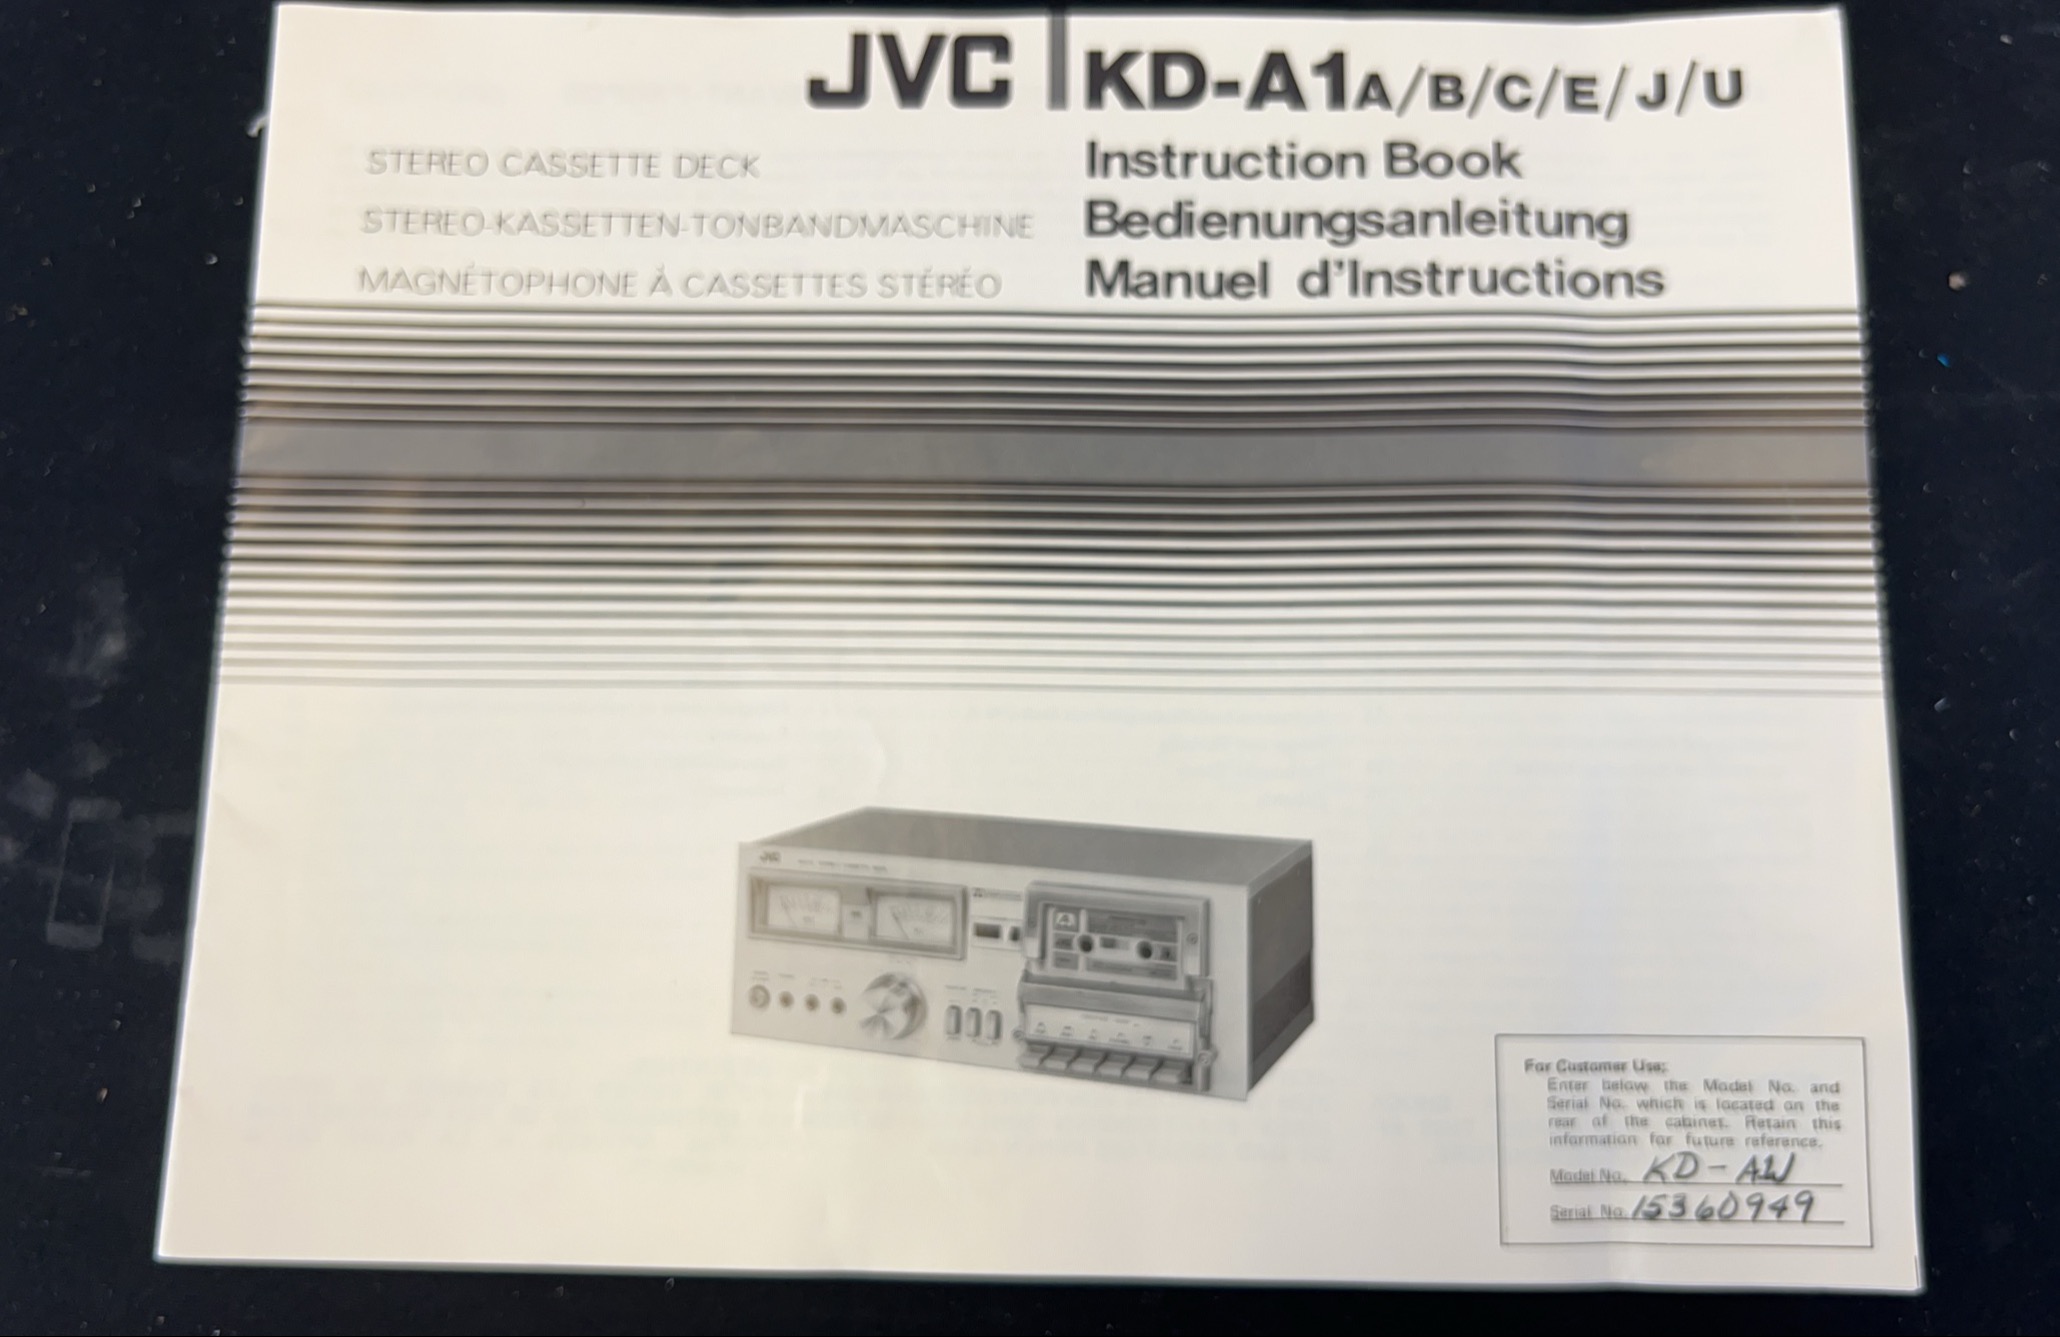 JVC KD-A1A/B/C/E/J/U
STEREO CASSETTE DECK Instruction Book
STEREO-KASSETTEN-TONBANDMASCHINE Bedienungsanleitung
MAGNÉTOPHONE À CASSETTES STÉRÉO Manuel d'Instructions
JVC
For Customer Use:
Enter below the Model No. and
Serial No. which is located on the
rear of the cabinet. Retain this
information for future reference.
Model No. KD-A1J
Serial No. 15360949